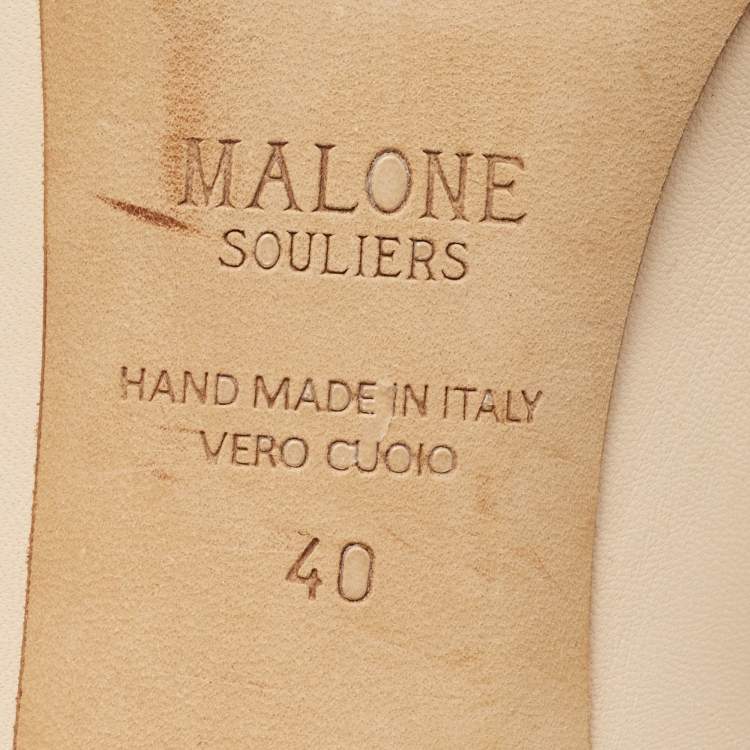 MALONE
SOULIERS
HAND MADE IN ITALY
VERO CUOIO
40